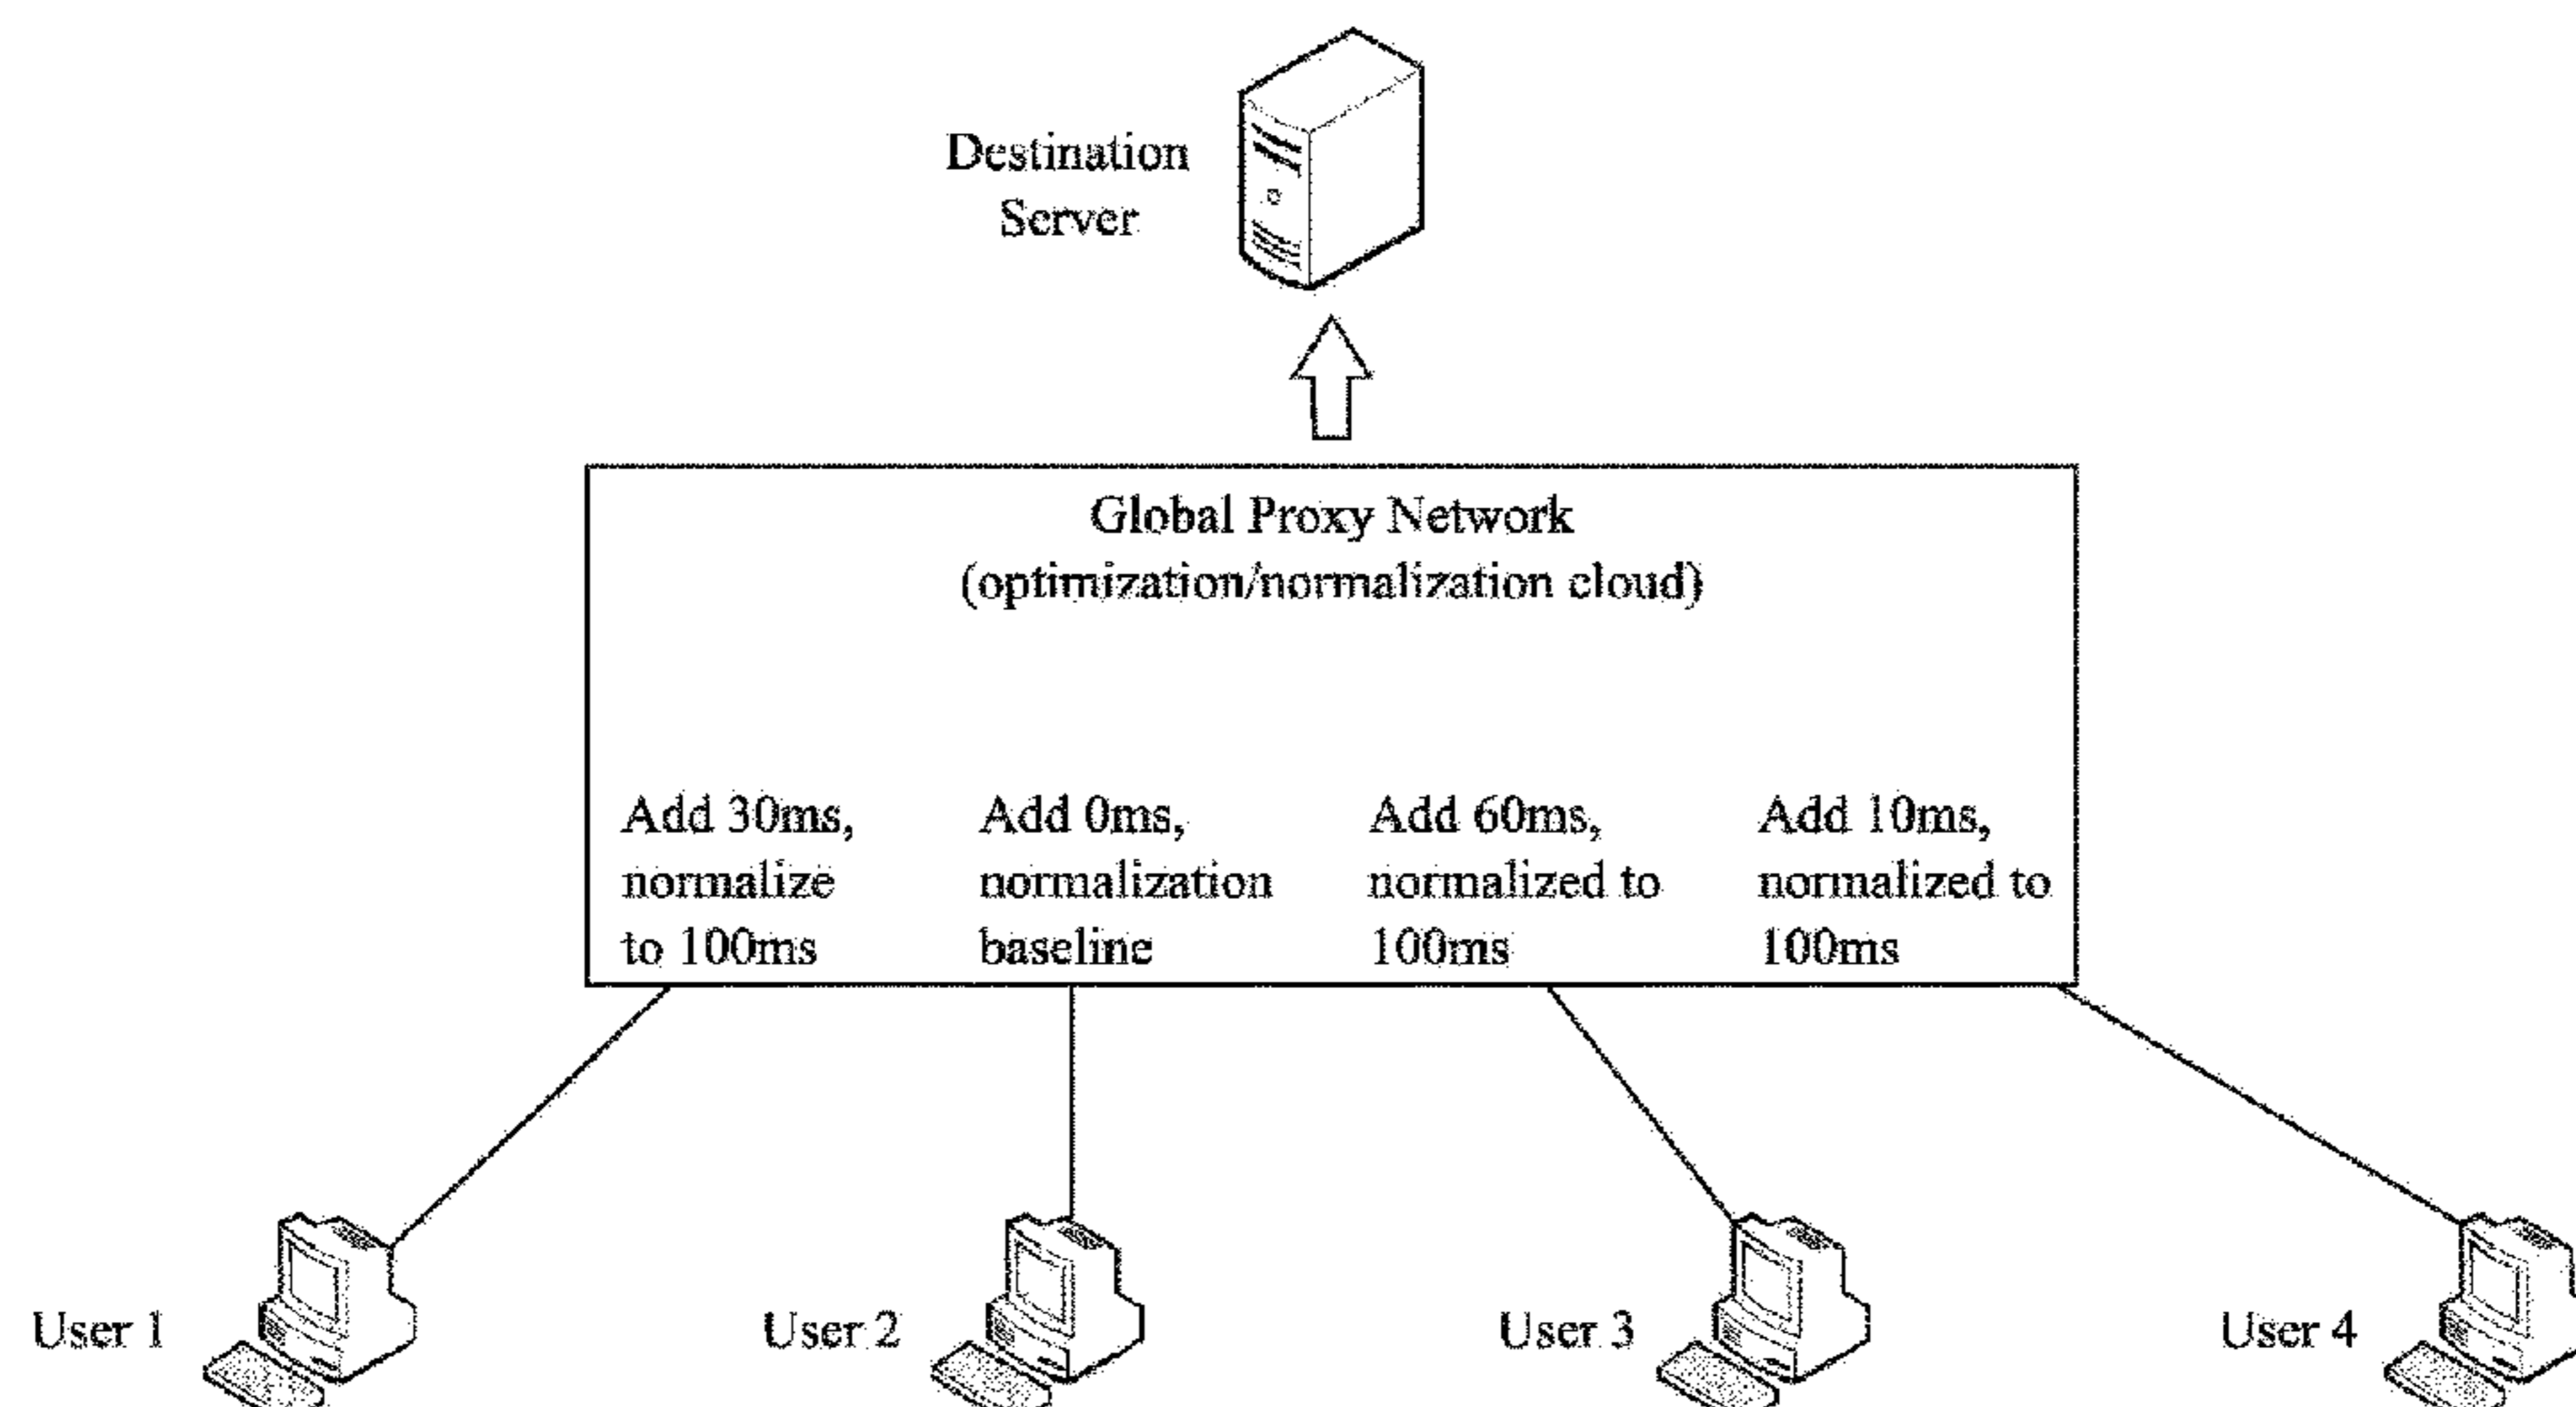 Destination
Server
Global Proxy Network
(optimization/normalization cloud)
Add 30ms,
normalize
to 100ms
Add 0ms,
normalization
baseline
Add 60ms,
normalized to
100ms
Add 10ms,
normalized to
100ms
User 1
User 2
User 3
User 4